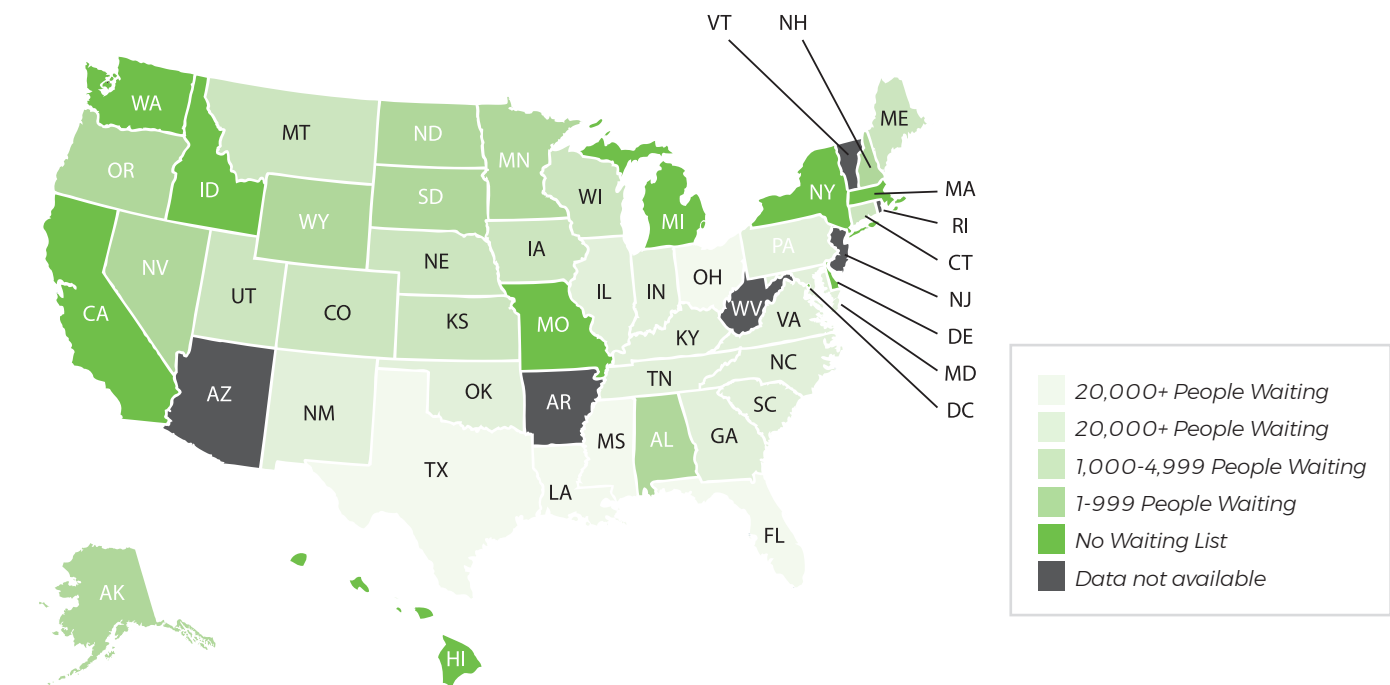 VT NH
ME
WA
MT
ND
MN
OR
ID
SD
WI
MA
NY
WY
MI
RI
IA
PA
CT
NV
NE
OH
UT
IL
IN
NJ
CO
WV
CA
KS
MO
VA
DE
KY
NC
MD
TN
AZ
OK
AR
SC
DC
NM
MS
AL
GA
TX
LA
FL
AK
HI
20,000+ People Waiting
20,000+ People Waiting
1,000-4,999 People Waiting
1-999 People Waiting
No Waiting List
Data not available